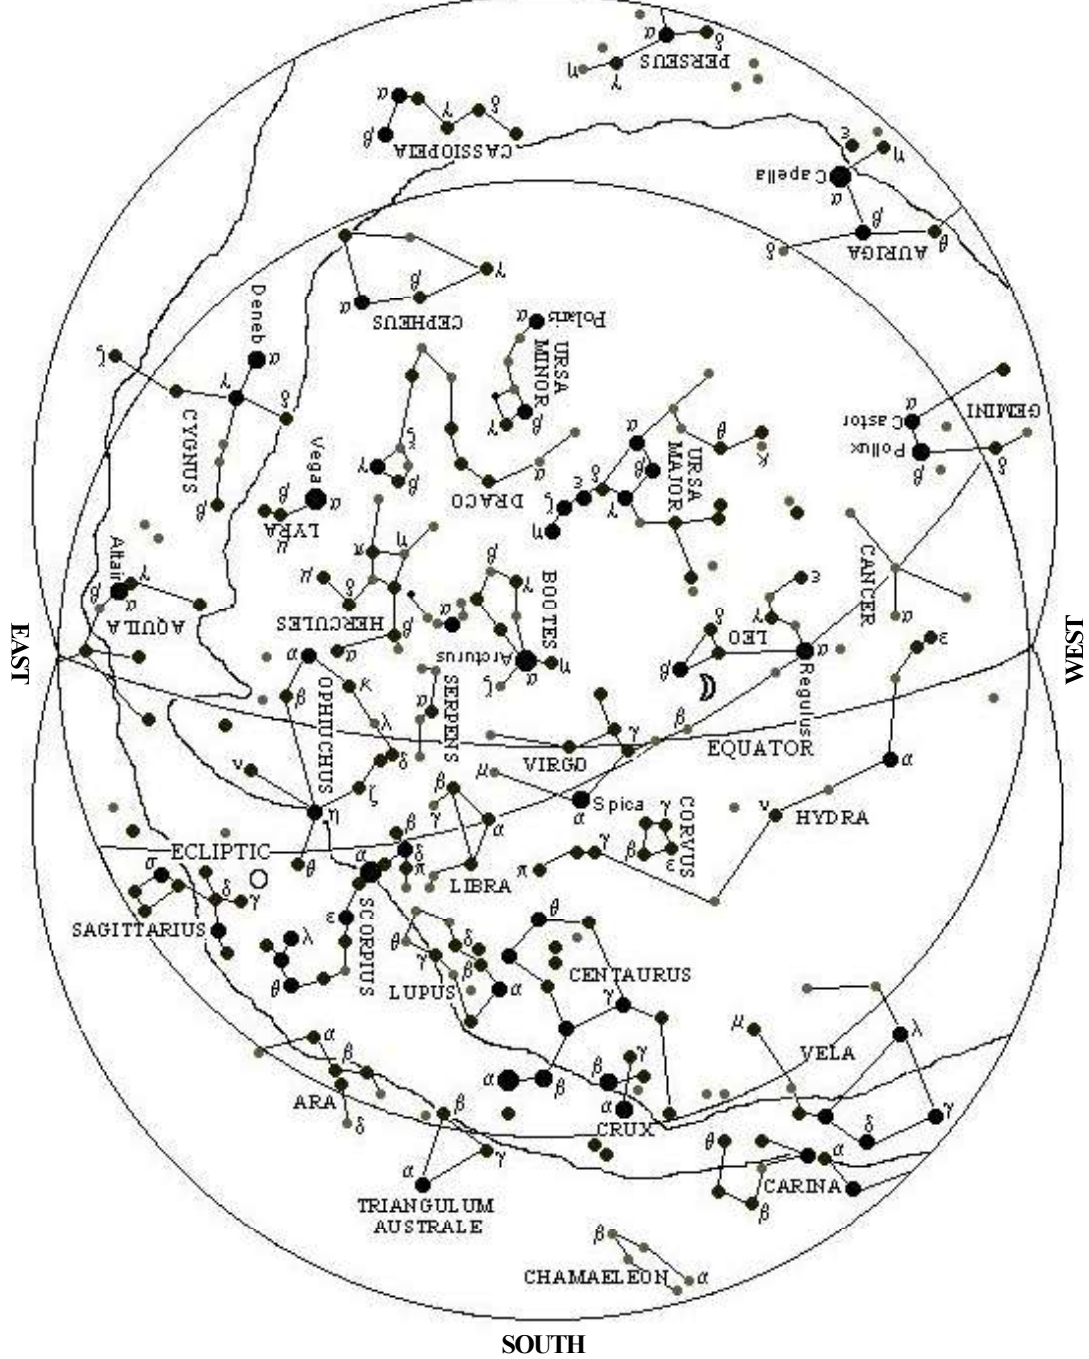 α
δ
PERSEUS
η
γ
α
γ
δ
β
CASSIOPEIA
ε
η
Capella
α
β
θ
δ
AURIGA
γ
β
α
CEPHEUS
Deneb
α
Polaris
α
URSA
MINOR
β
γ
ζ
γ
δ
CYGNUS
β
Castor
α
GEMINI
Pollux
β
δ
α
θ
κ
URSA
MAJOR
β
γ
δ
ε
ζ
η
ζ
γ
β
DRACO
α
Vega
α
β
LYRA
μ
Altair
γ
β
α
AQUILA
π
η
μ
δ
HERCULES
β
α
β
γ
BOOTES
α
Arcturus
α
η
ζ
ε
γ
LEO
δ
β
α
Regulus
CANCER
α
ε
EAST
WEST
α
β
κ
λ
δ
ζ
ν
η
θ
OPHIUCHUS
α
SERPENS
VIRGO
γ
β
μ
Spica
α
EQUATOR
α
HYDRA
ν
γ
π
γ
β
ε
CORVUS
β
γ
α
LIBRA
ECLIPTIC
β
δ
π
α
ε
λ
θ
SCORPIUS
σ
δ
γ
SAGITTARIUS
θ
γ
δ
β
α
LUPUS
θ
CENTAURUS
γ
α
β
β
γ
α
CRUX
μ
VELA
λ
δ
γ
α
β
ARA
δ
β
γ
α
TRIANGULUM
AUSTRALE
θ
α
CARINA
β
β
CHAMAELEON
α
SOUTH